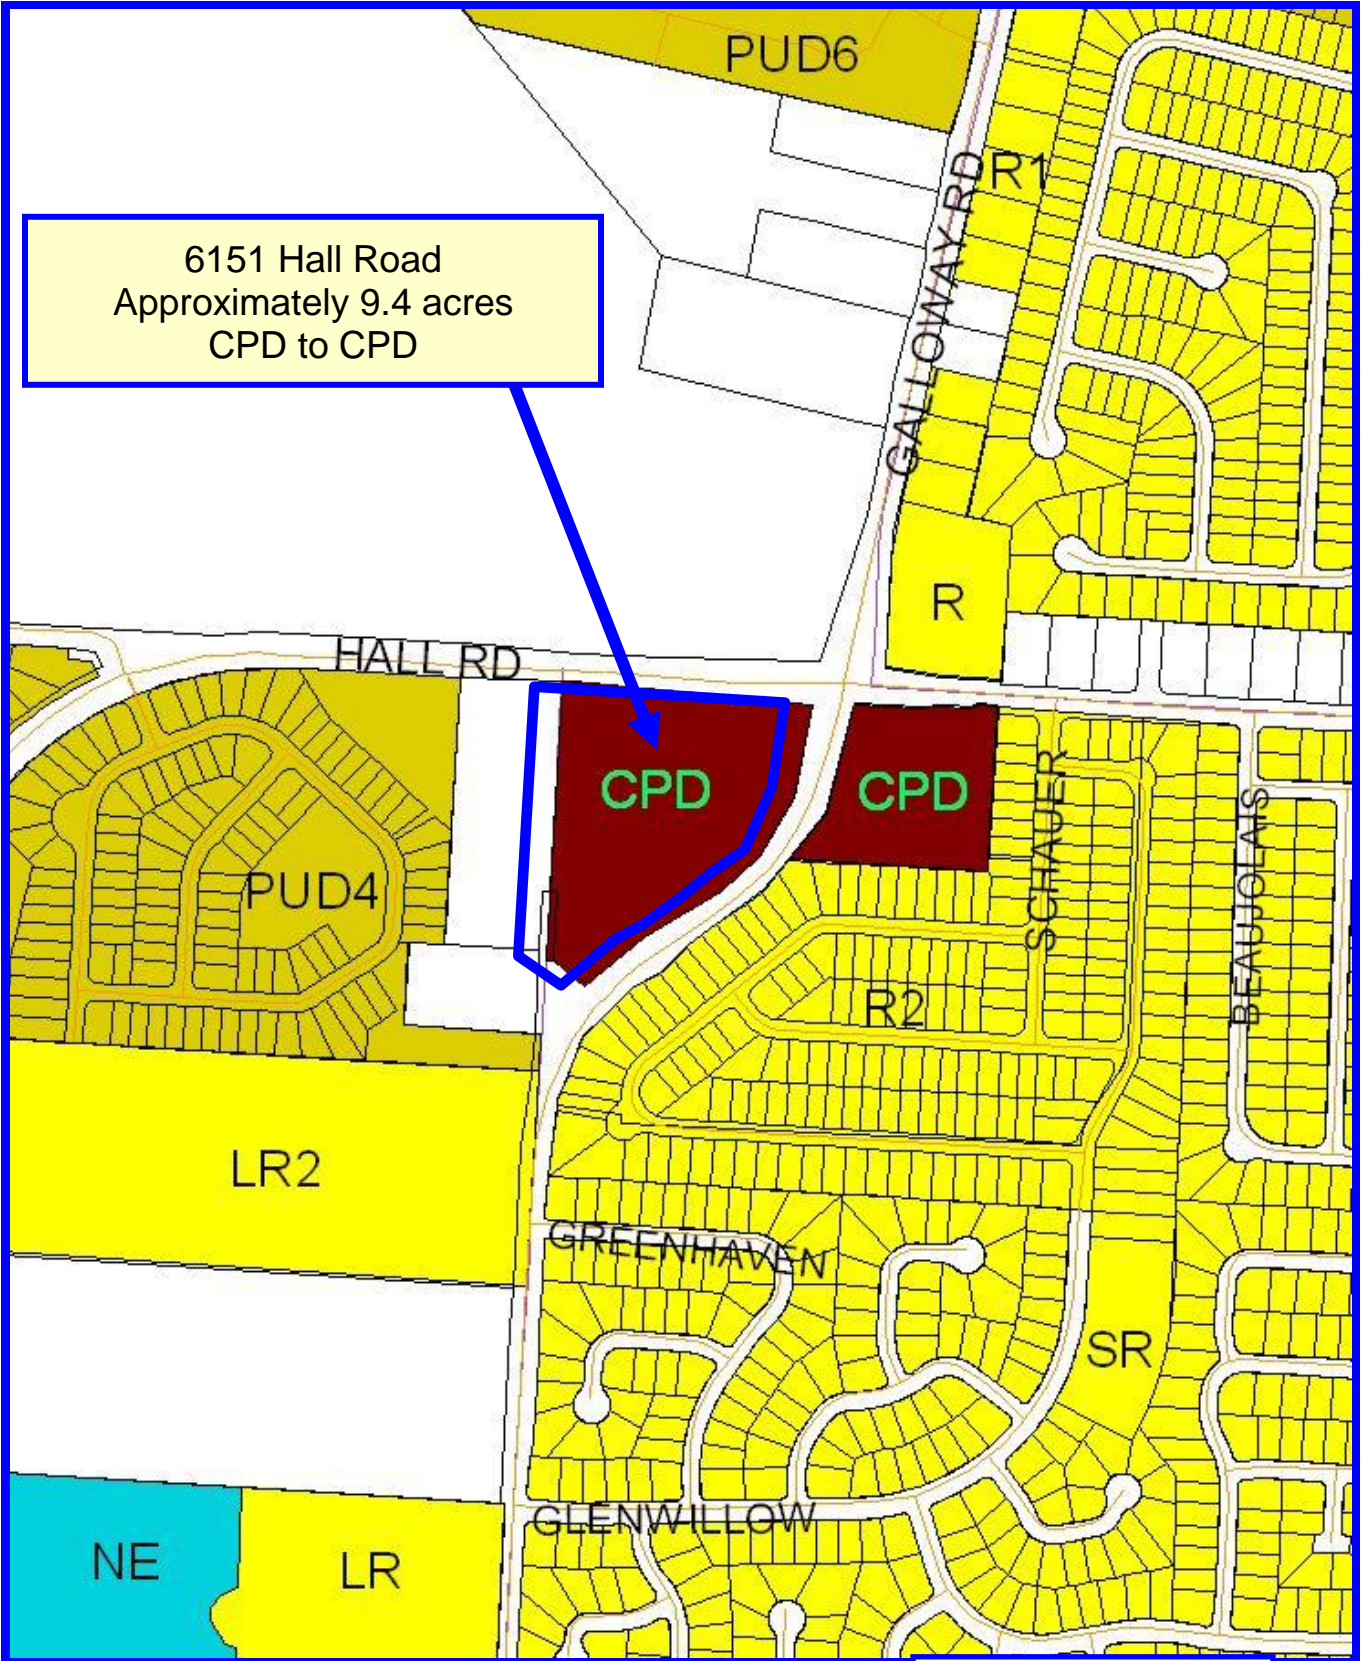 PUD6
R1
GALLOWAY RD
6151 Hall Road
Approximately 9.4 acres
CPD to CPD
R
HALL RD
CPD
CPD
SCHAUER
BEAUJOLAIS
PUD4
R2
LR2
GREENHAVEN
SR
GLENWILLOW
NE
LR